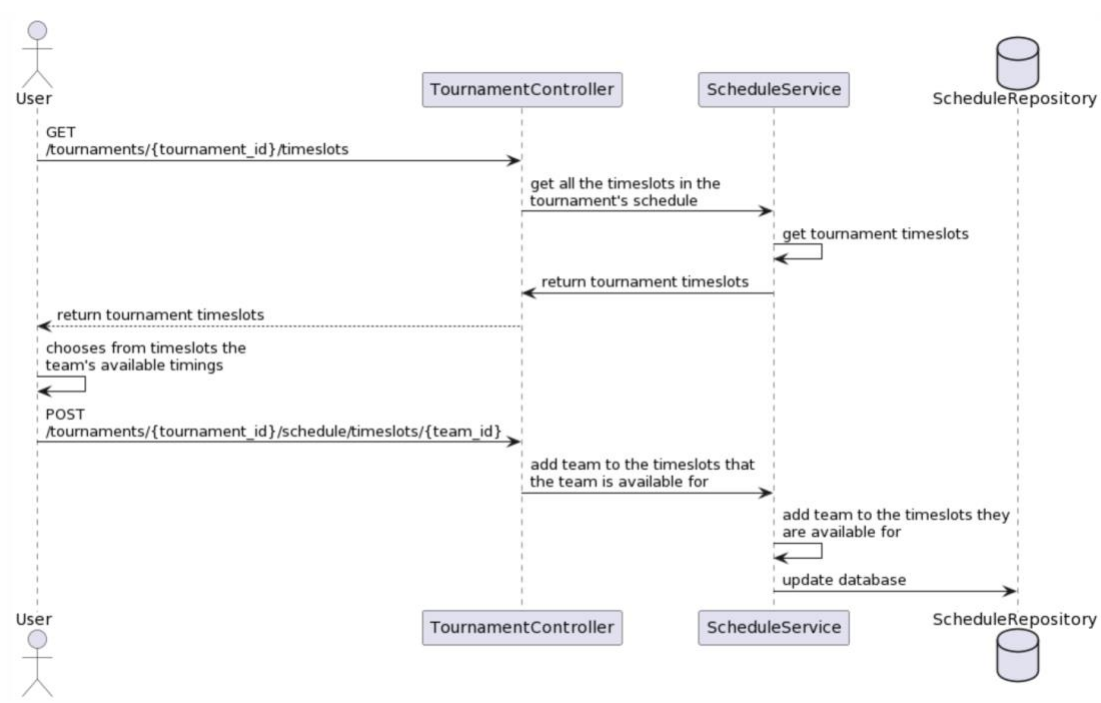 User
TournamentController
ScheduleService
ScheduleRepository
GET
/tournaments/{tournament_id}/timeslots
get all the timeslots in the
tournament's schedule
get tournament timeslots
return tournament timeslots
return tournament timeslots
chooses from timeslots the
team's available timings
POST
/tournaments/{tournament_id}/schedule/timeslots/{team_id}
add team to the timeslots that
the team is available for
add team to the timeslots they
are available for
update database
User
TournamentController
ScheduleService
ScheduleRepository